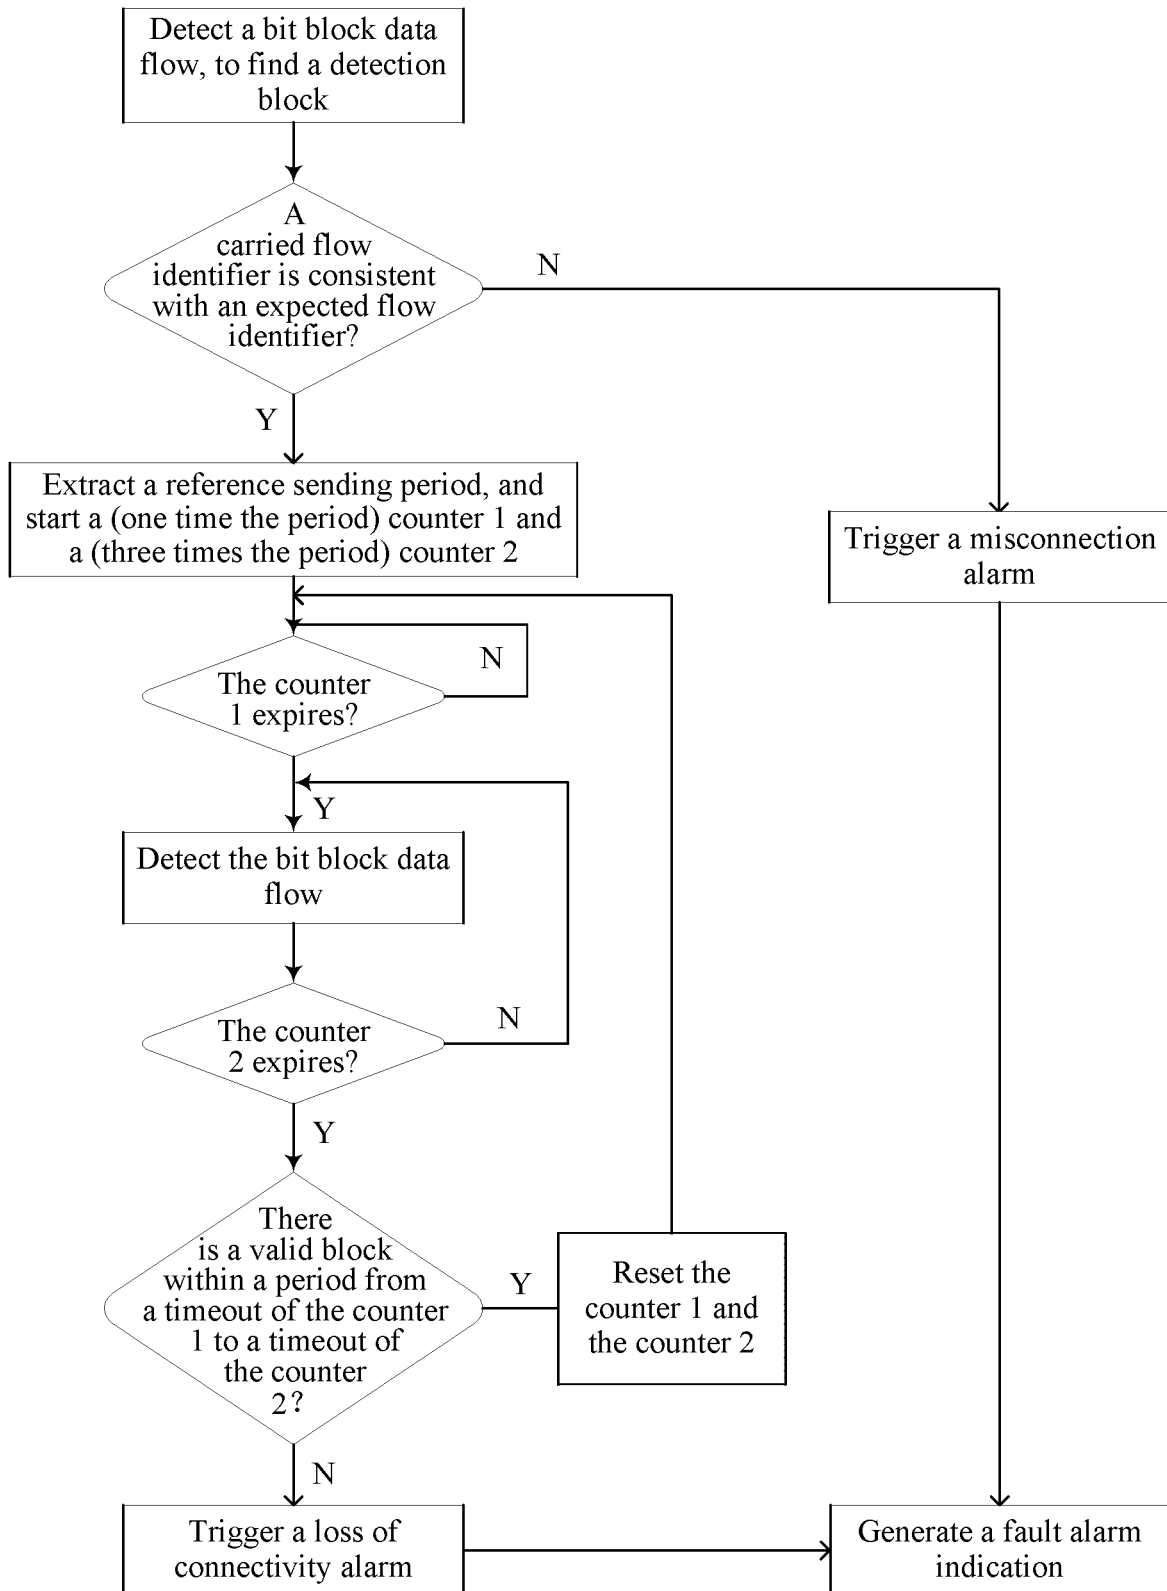 Detect a bit block data
flow, to find a detection
block
A
carried flow
identifier is consistent
with an expected flow
identifier?
N
Y
Extract a reference sending period, and
start a (one time the period) counter 1 and
a (three times the period) counter 2
Trigger a misconnection
alarm
N
The counter
1 expires?
Y
Detect the bit block data
flow
N
The counter
2 expires?
Y
There
is a valid block
within a period from
a timeout of the counter
1 to a timeout of
the counter
2?
Y
Reset the
counter 1 and
the counter 2
N
Trigger a loss of
connectivity alarm
Generate a fault alarm
indication